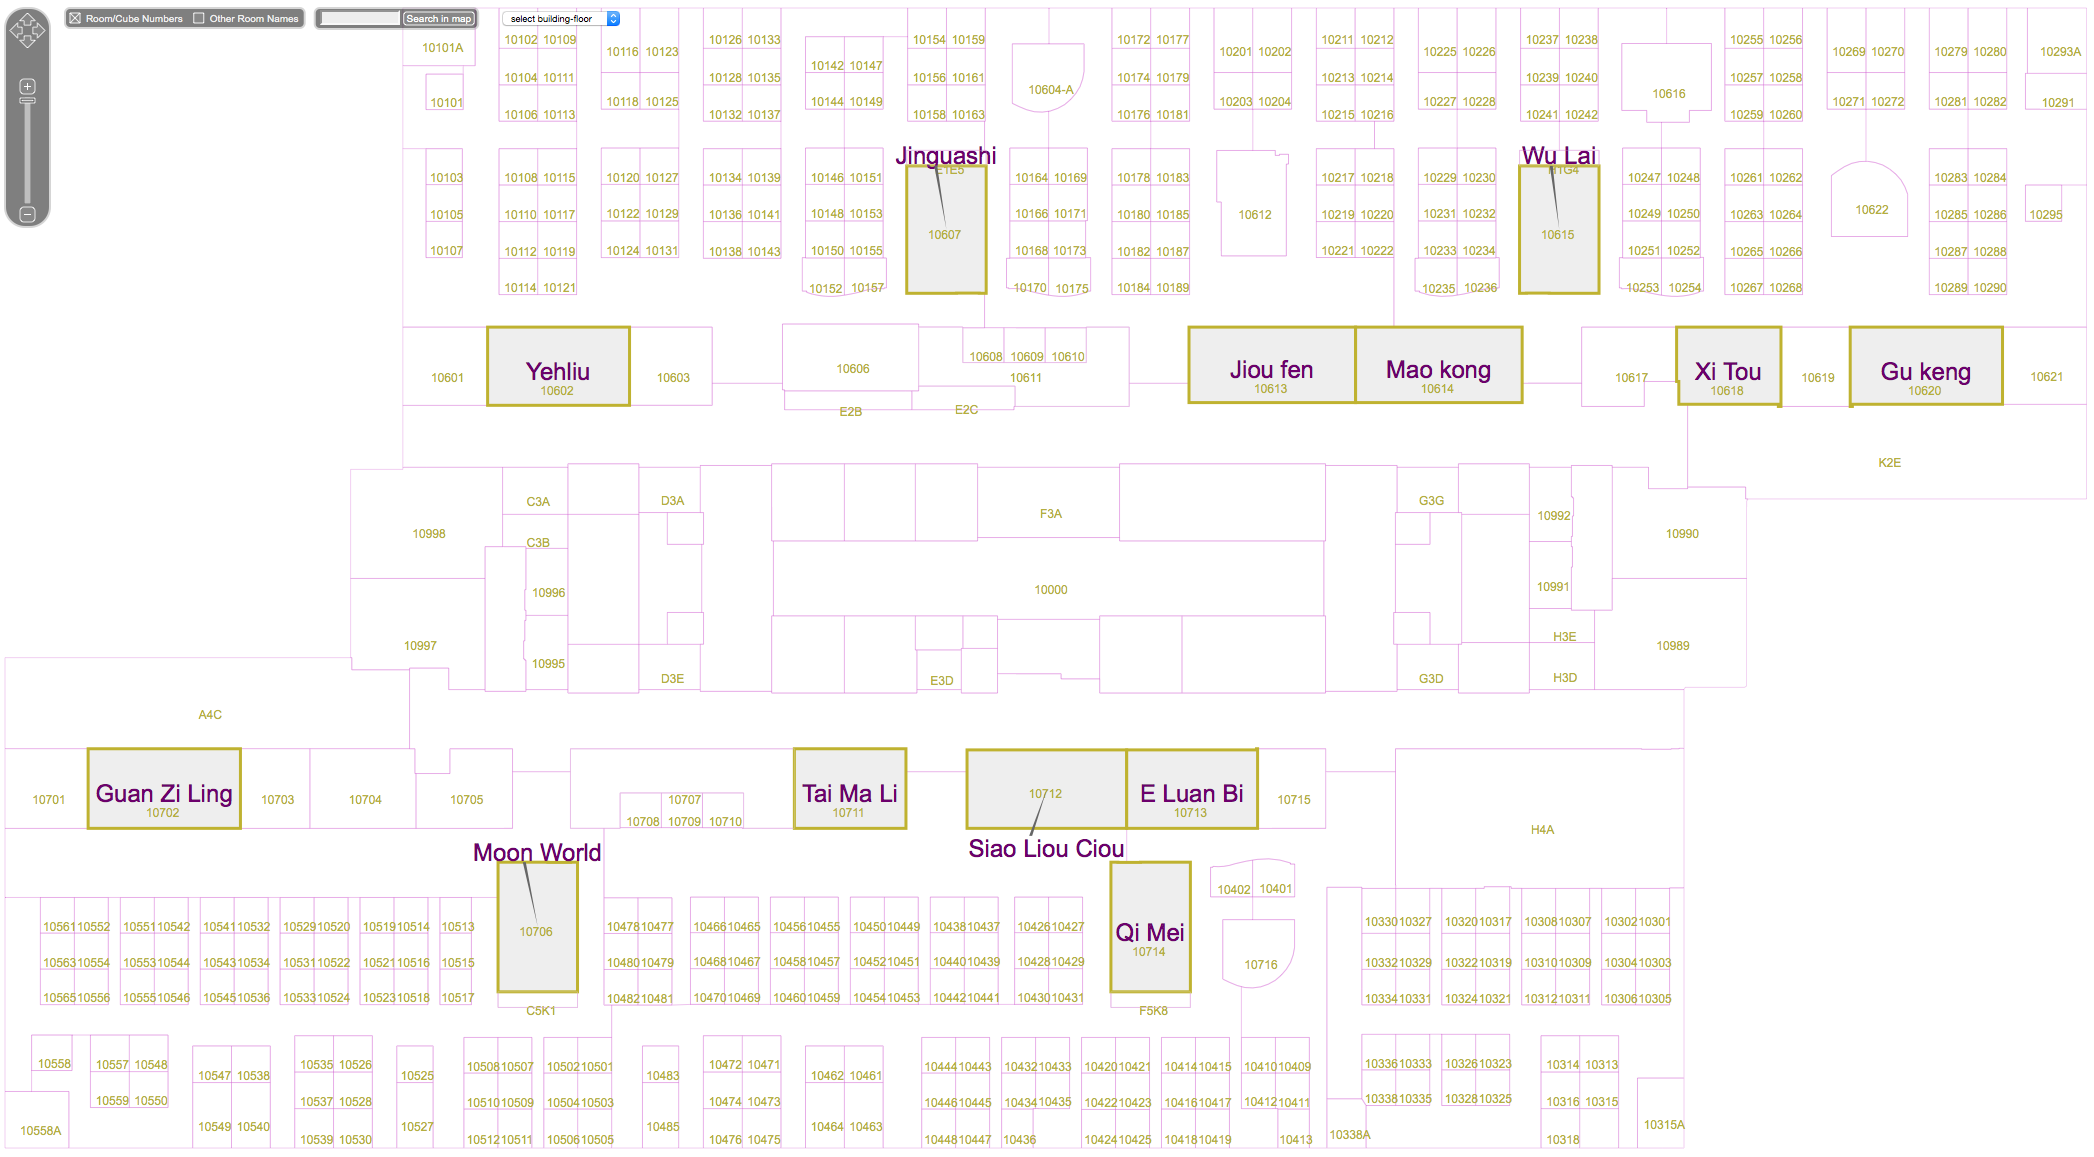 Room/Cube Numbers Other Room Names Search in map select building-floor
10101A 10102 10109 10116 10123 10126 10133 10142 10147 10154 10159 10604-A 10172 10177 10201 10202 10211 10212 10225 10226 10237 10238 10616 10255 10256 10269 10270 10279 10280 10293A
10101 10104 10111 10128 10135 10156 10161 10174 10179 10213 10214 10239 10240 10257 10258
10118 10125 10144 10149 10203 10204 10227 10228 10271 10272 10281 10282 10291
10106 10113 10132 10137 10158 10163 10176 10181 10215 10216 10241 10242 10259 10260
Jinguashi Wu Lai
E1E5 H1G4
10103 10108 10115 10120 10127 10134 10139 10146 10151 10164 10169 10178 10183 10217 10218 10229 10230 10247 10248 10261 10262 10283 10284
10105 10110 10117 10122 10129 10136 10141 10148 10153 10166 10171 10180 10185 10612 10219 10220 10231 10232 10249 10250 10263 10264 10622 10285 10286 10295
10607 10615
10107 10112 10119 10124 10131 10138 10143 10150 10155 10168 10173 10182 10187 10221 10222 10233 10234 10251 10252 10265 10266 10287 10288
10114 10121 10152 10157 10170 10175 10184 10189 10235 10236 10253 10254 10267 10268 10289 10290
10608 10609 10610
Yehliu Jiou fen Mao kong Xi Tou Gu keng
10601 10602 10603 10606 10611 10613 10614 10617 10618 10619 10620 10621
E2B E2C
K2E
C3A D3A F3A G3G
10998 C3B 10992 10990
10996 10000 10991
10997 10995 H3E 10989
D3E E3D G3D H3D
A4C
Guan Zi Ling Tai Ma Li 10712 E Luan Bi
10701 10702 10703 10704 10705 10707 10711 10713 10715
10708 10709 10710 H4A
Moon World Siao Liou Ciou
10402 10401
10561 10552 10551 10542 10541 10532 10529 10520 10519 10514 10513 10706 10478 10477 10466 10465 10456 10455 10450 10449 10438 10437 10426 10427 Qi Mei 10330 10327 10320 10317 10308 10307 10302 10301
10714
10563 10554 10553 10544 10543 10534 10531 10522 10521 10516 10515 10480 10479 10468 10467 10458 10457 10452 10451 10440 10439 10428 10429 10716 10332 10329 10322 10319 10310 10309 10304 10303
10565 10556 10555 10546 10545 10536 10533 10524 10523 10518 10517 10482 10481 10470 10469 10460 10459 10454 10453 10442 10441 10430 10431 10334 10331 10324 10321 10312 10311 10306 10305
C5K1 F5K8
10558 10557 10548 10547 10538 10535 10526 10525 10508 10507 10502 10501 10483 10472 10471 10462 10461 10444 10443 10432 10433 10420 10421 10414 10415 10410 10409 10336 10333 10326 10323 10314 10313
10559 10550 10537 10528 10510 10509 10504 10503 10474 10473 10446 10445 10434 10435 10422 10423 10416 10417 10412 10411 10338 10335 10328 10325 10316 10315
10558A 10549 10540 10539 10530 10527 10512 10511 10506 10505 10485 10476 10475 10464 10463 10448 10447 10436 10424 10425 10418 10419 10413 10338A 10318 10315A